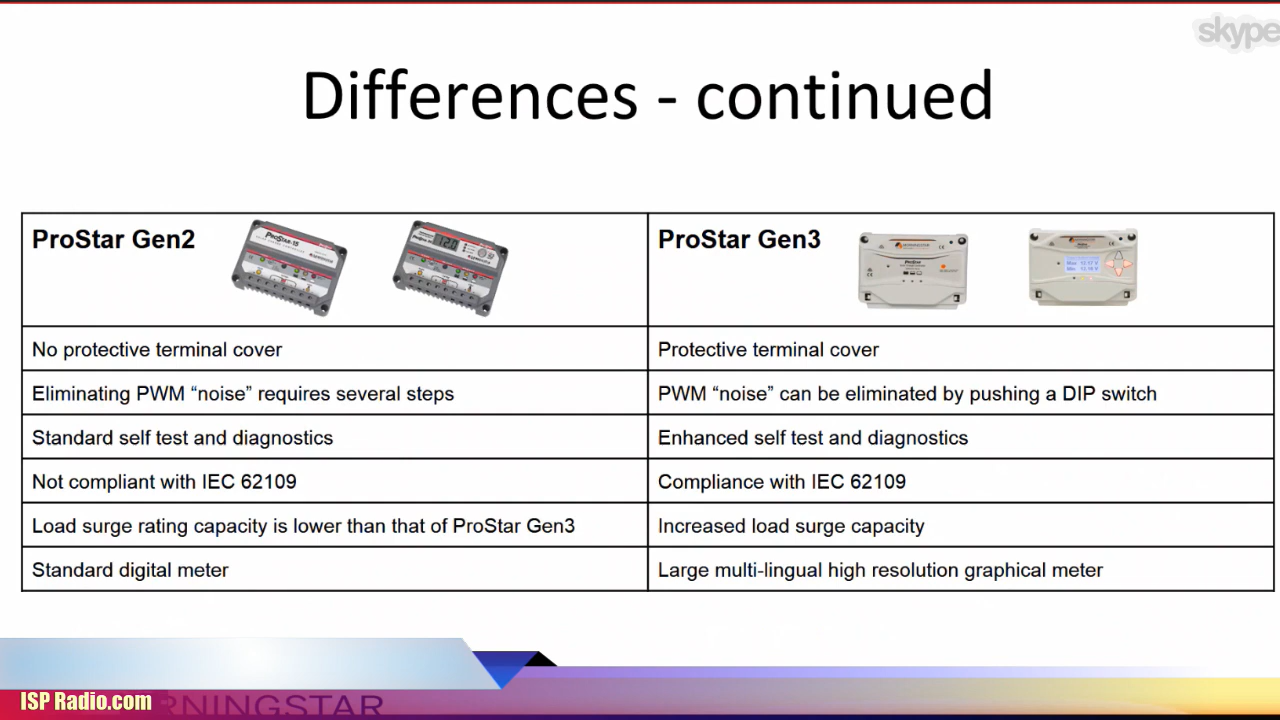 skype
Differences - continued
ProStar Gen2
ProStar-15
ProStar Gen3
ProStar
No protective terminal cover
Protective terminal cover
Eliminating PWM “noise” requires several steps
PWM “noise” can be eliminated by pushing a DIP switch
Standard self test and diagnostics
Enhanced self test and diagnostics
Not compliant with IEC 62109
Compliance with IEC 62109
Load surge rating capacity is lower than that of ProStar Gen3
Increased load surge capacity
Standard digital meter
Large multi-lingual high resolution graphical meter
ISP Radio.com
RNINGSTAR